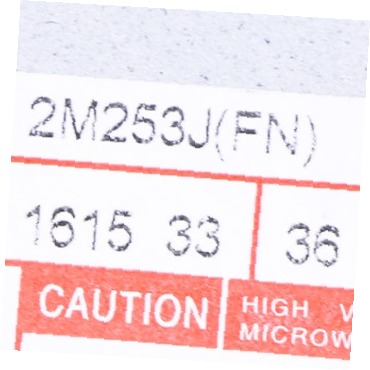 2M253J(FN)
1615 33 36
CAUTION
HIGH
MICROW